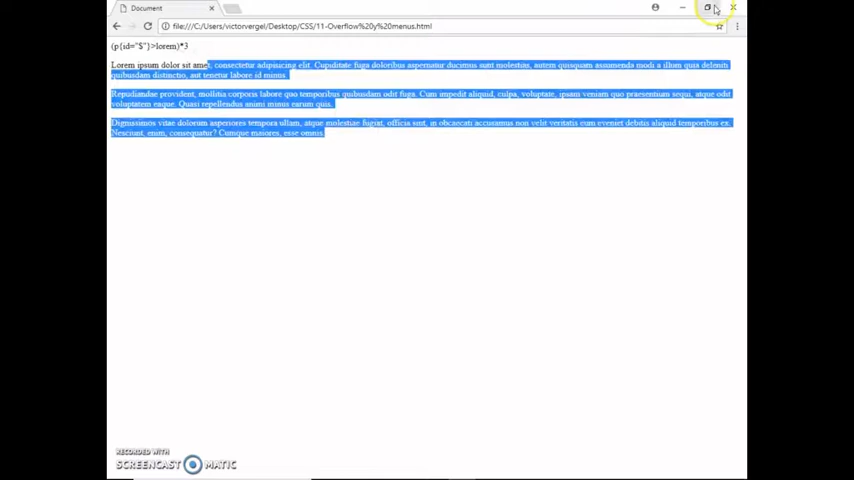 Document
file:///C:/Users/victorvergel/Desktop/CSS/11-Overflow%20y%20menus.html
(p{id="$"}>lorem)*3
Lorem ipsum dolor sit amet, consectetur adipisicing elit. Cupiditate fuga doloribus aspernatur ducimus sunt molestias, autem quisquam assumenda modi a illum quia deleniti
quibusdam distinctio, aut tenetur labore id minus.
Repudiandae provident, mollitia corporis labore quo temporibus quibusdam odit fuga. Cum impedit aliquid, culpa, voluptate, ipsam veniam quo praesentium sequi, atque odit
voluptatem eaque. Quasi repellendus animi minus earum quia.
Dignissimos vitae dolorum asperiores tempora ullam, atque molestiae fugiat, officia sint, in obcaecati accusamus non velit veritatis eum eveniet debitis aliquid temporibus ex.
Nesciunt, enim, consequatur? Cumque maiores, esse omnis.
RECORDED WITH
SCREENCAST MATIC